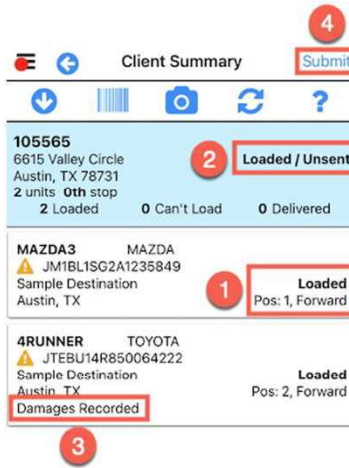 4
Client Summary Submit
?
105565
6615 Valley Circle
Austin, TX 78731
2 Loaded / Unsent
2 units 0th stop
2 Loaded 0 Can't Load 0 Delivered
MAZDA3 MAZDA
JM1BL1SG2A1235849
Sample Destination
Austin, TX
1 Loaded
Pos: 1, Forward
4RUNNER TOYOTA
JTEBU14R850064222
Sample Destination
Austin, TX
Loaded
Pos: 2, Forward
Damages Recorded
3